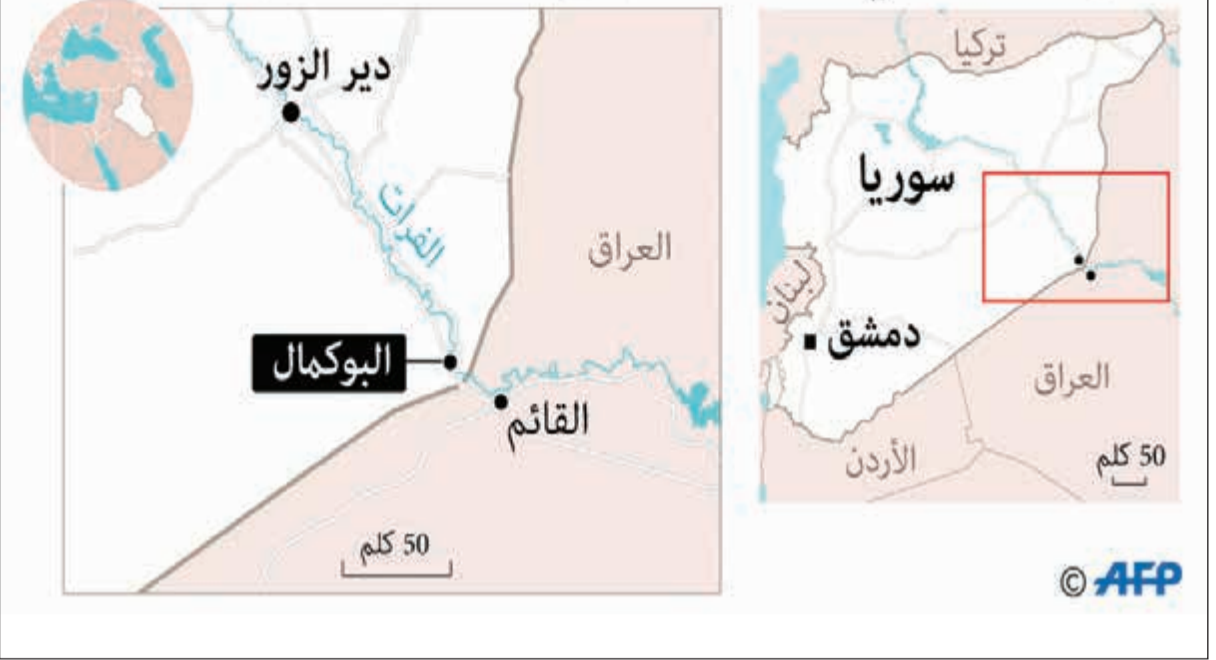 تركيا
سوريا
لبنان
دمشق
العراق
الأردن
50 كلم
دير الزور
الفرات
العراق
البوكمال
القائم
50 كلم
© AFP